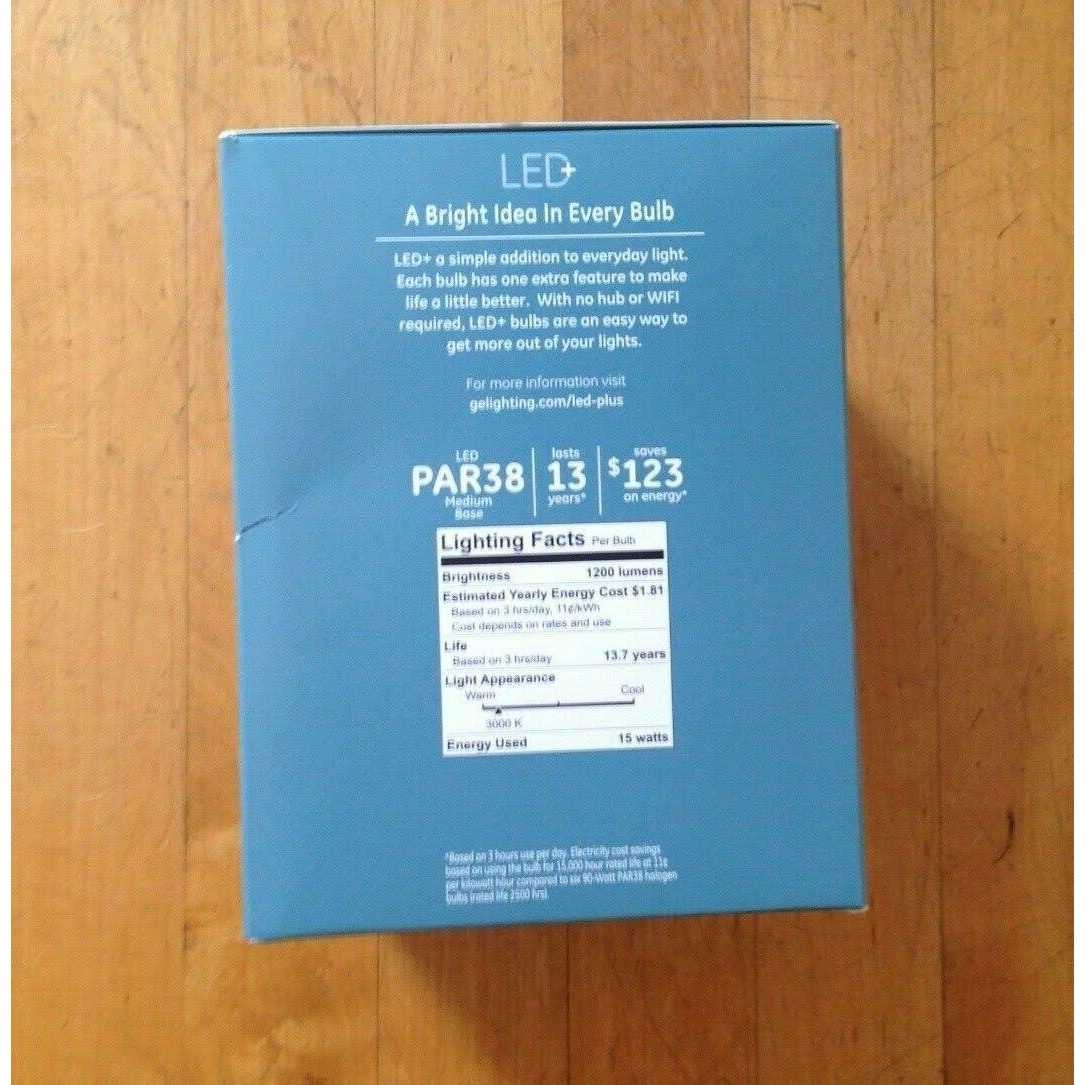 LED+
A Bright Idea In Every Bulb
LED+ a simple addition to everyday light.
Each bulb has one extra feature to make
life a little better. With no hub or WIFI
required, LED+ bulbs are an easy way to
get more out of your lights.
For more information visit
gelighting.com/led-plus
LED
PAR38
Medium
Base
lasts
13
years*
saves
$123
on energy*
Lighting Facts Per Bulb
Brightness 1200 lumens
Estimated Yearly Energy Cost $1.81
Based on 3 hrs/day, 11¢/kWh
Cost depends on rates and use
Life
Based on 3 hrs/day 13.7 years
Light Appearance
Warm Cool
3000 K
Energy Used 15 watts
*Based on 3 hours use per day. Electricity cost savings
based on using the bulb for 15,000 hour rated life at 11¢
per kilowatt hour compared to six 90-Watt PAR38 halogen
bulbs (rated life 2500 hrs).